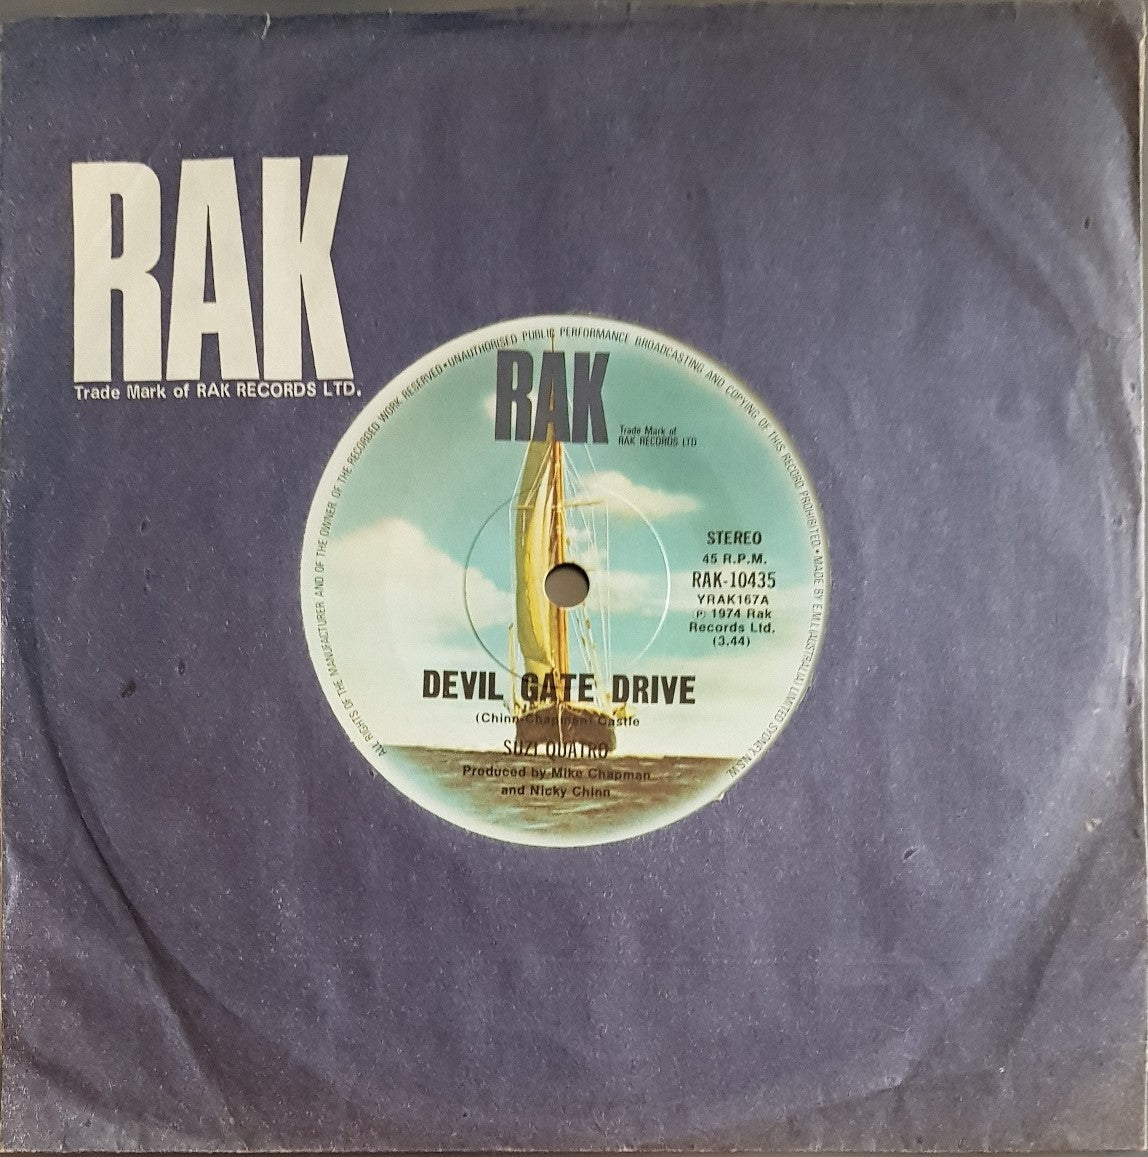 RAK
Trade Mark of RAK RECORDS LTD.
ALL RIGHTS OF THE MANUFACTURER AND OF THE OWNER OF THE RECORDED WORK RESERVED • UNAUTHORISED PUBLIC PERFORMANCE BROADCASTING AND COPYING OF THIS RECORD PROHIBITED • MADE BY E.M.I. (AUSTRALIA) LIMITED SYDNEY, N.S.W.
RAK
Trade Mark of
RAK RECORDS LTD
STEREO
45 R.P.M.
RAK-10435
YRAK167A
℗ 1974 Rak
Records Ltd.
(3.44)
DEVIL GATE DRIVE
(Chinn-Chapman) Castle
SUZI QUATRO
Produced by Mike Chapman
and Nicky Chinn